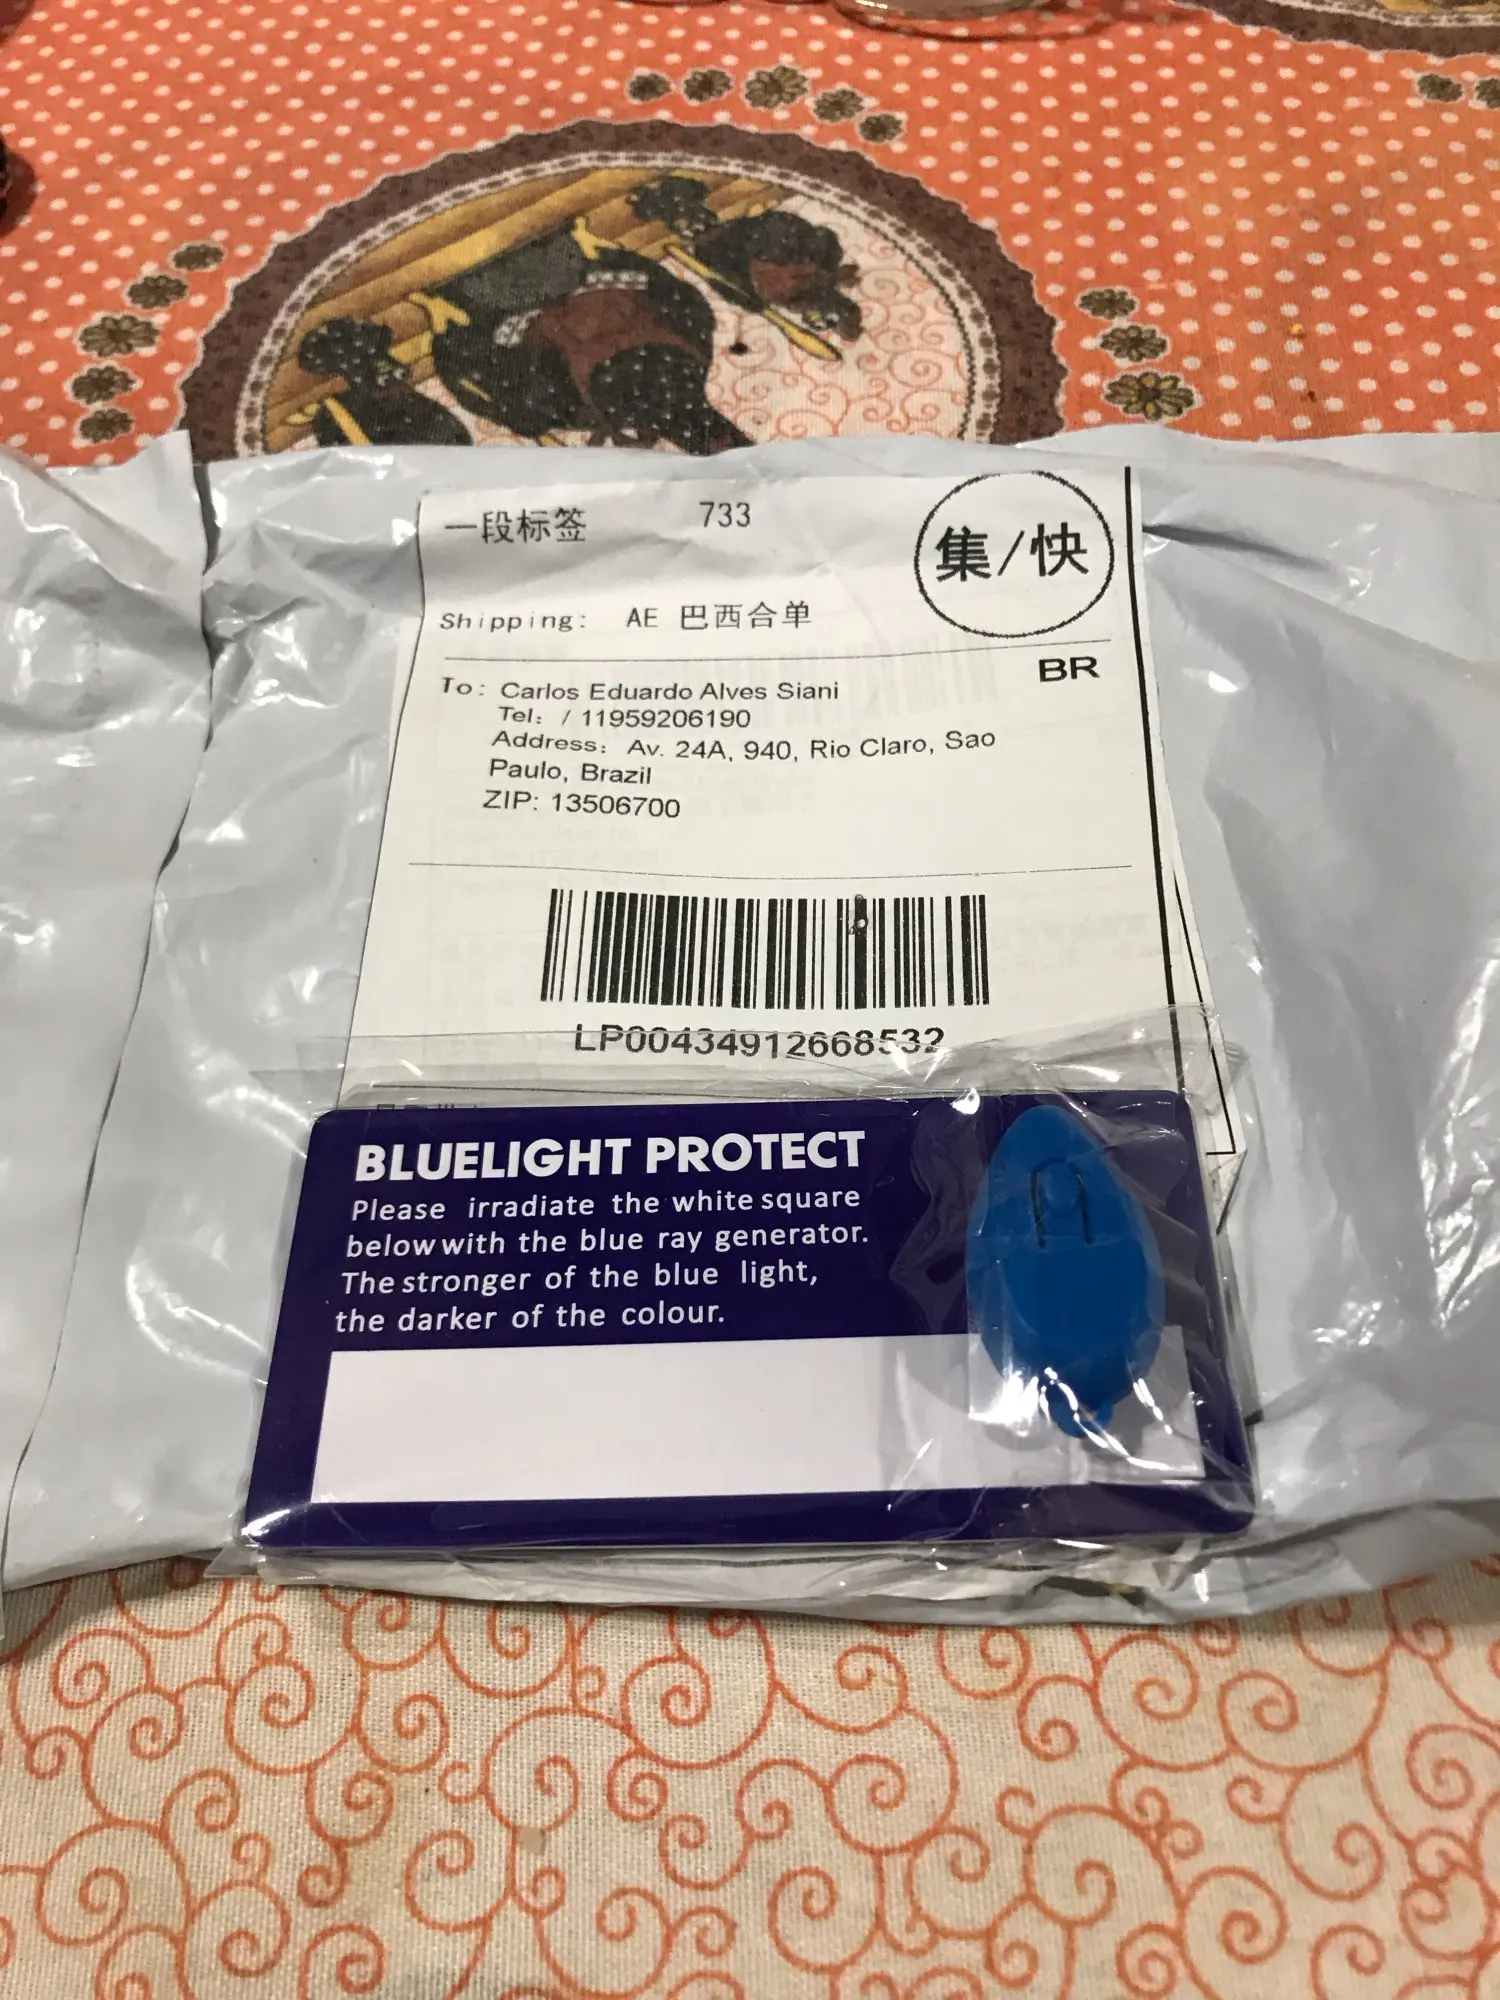 一段标签 733
集/快
Shipping: AE 巴西合单
BR
To: Carlos Eduardo Alves Siani
Tel: / 11959206190
Address: Av. 24A, 940, Rio Claro, Sao
Paulo, Brazil
ZIP: 13506700
LP00434912668532
BLUELIGHT PROTECT
Please irradiate the white square
below with the blue ray generator.
The stronger of the blue light,
the darker of the colour.